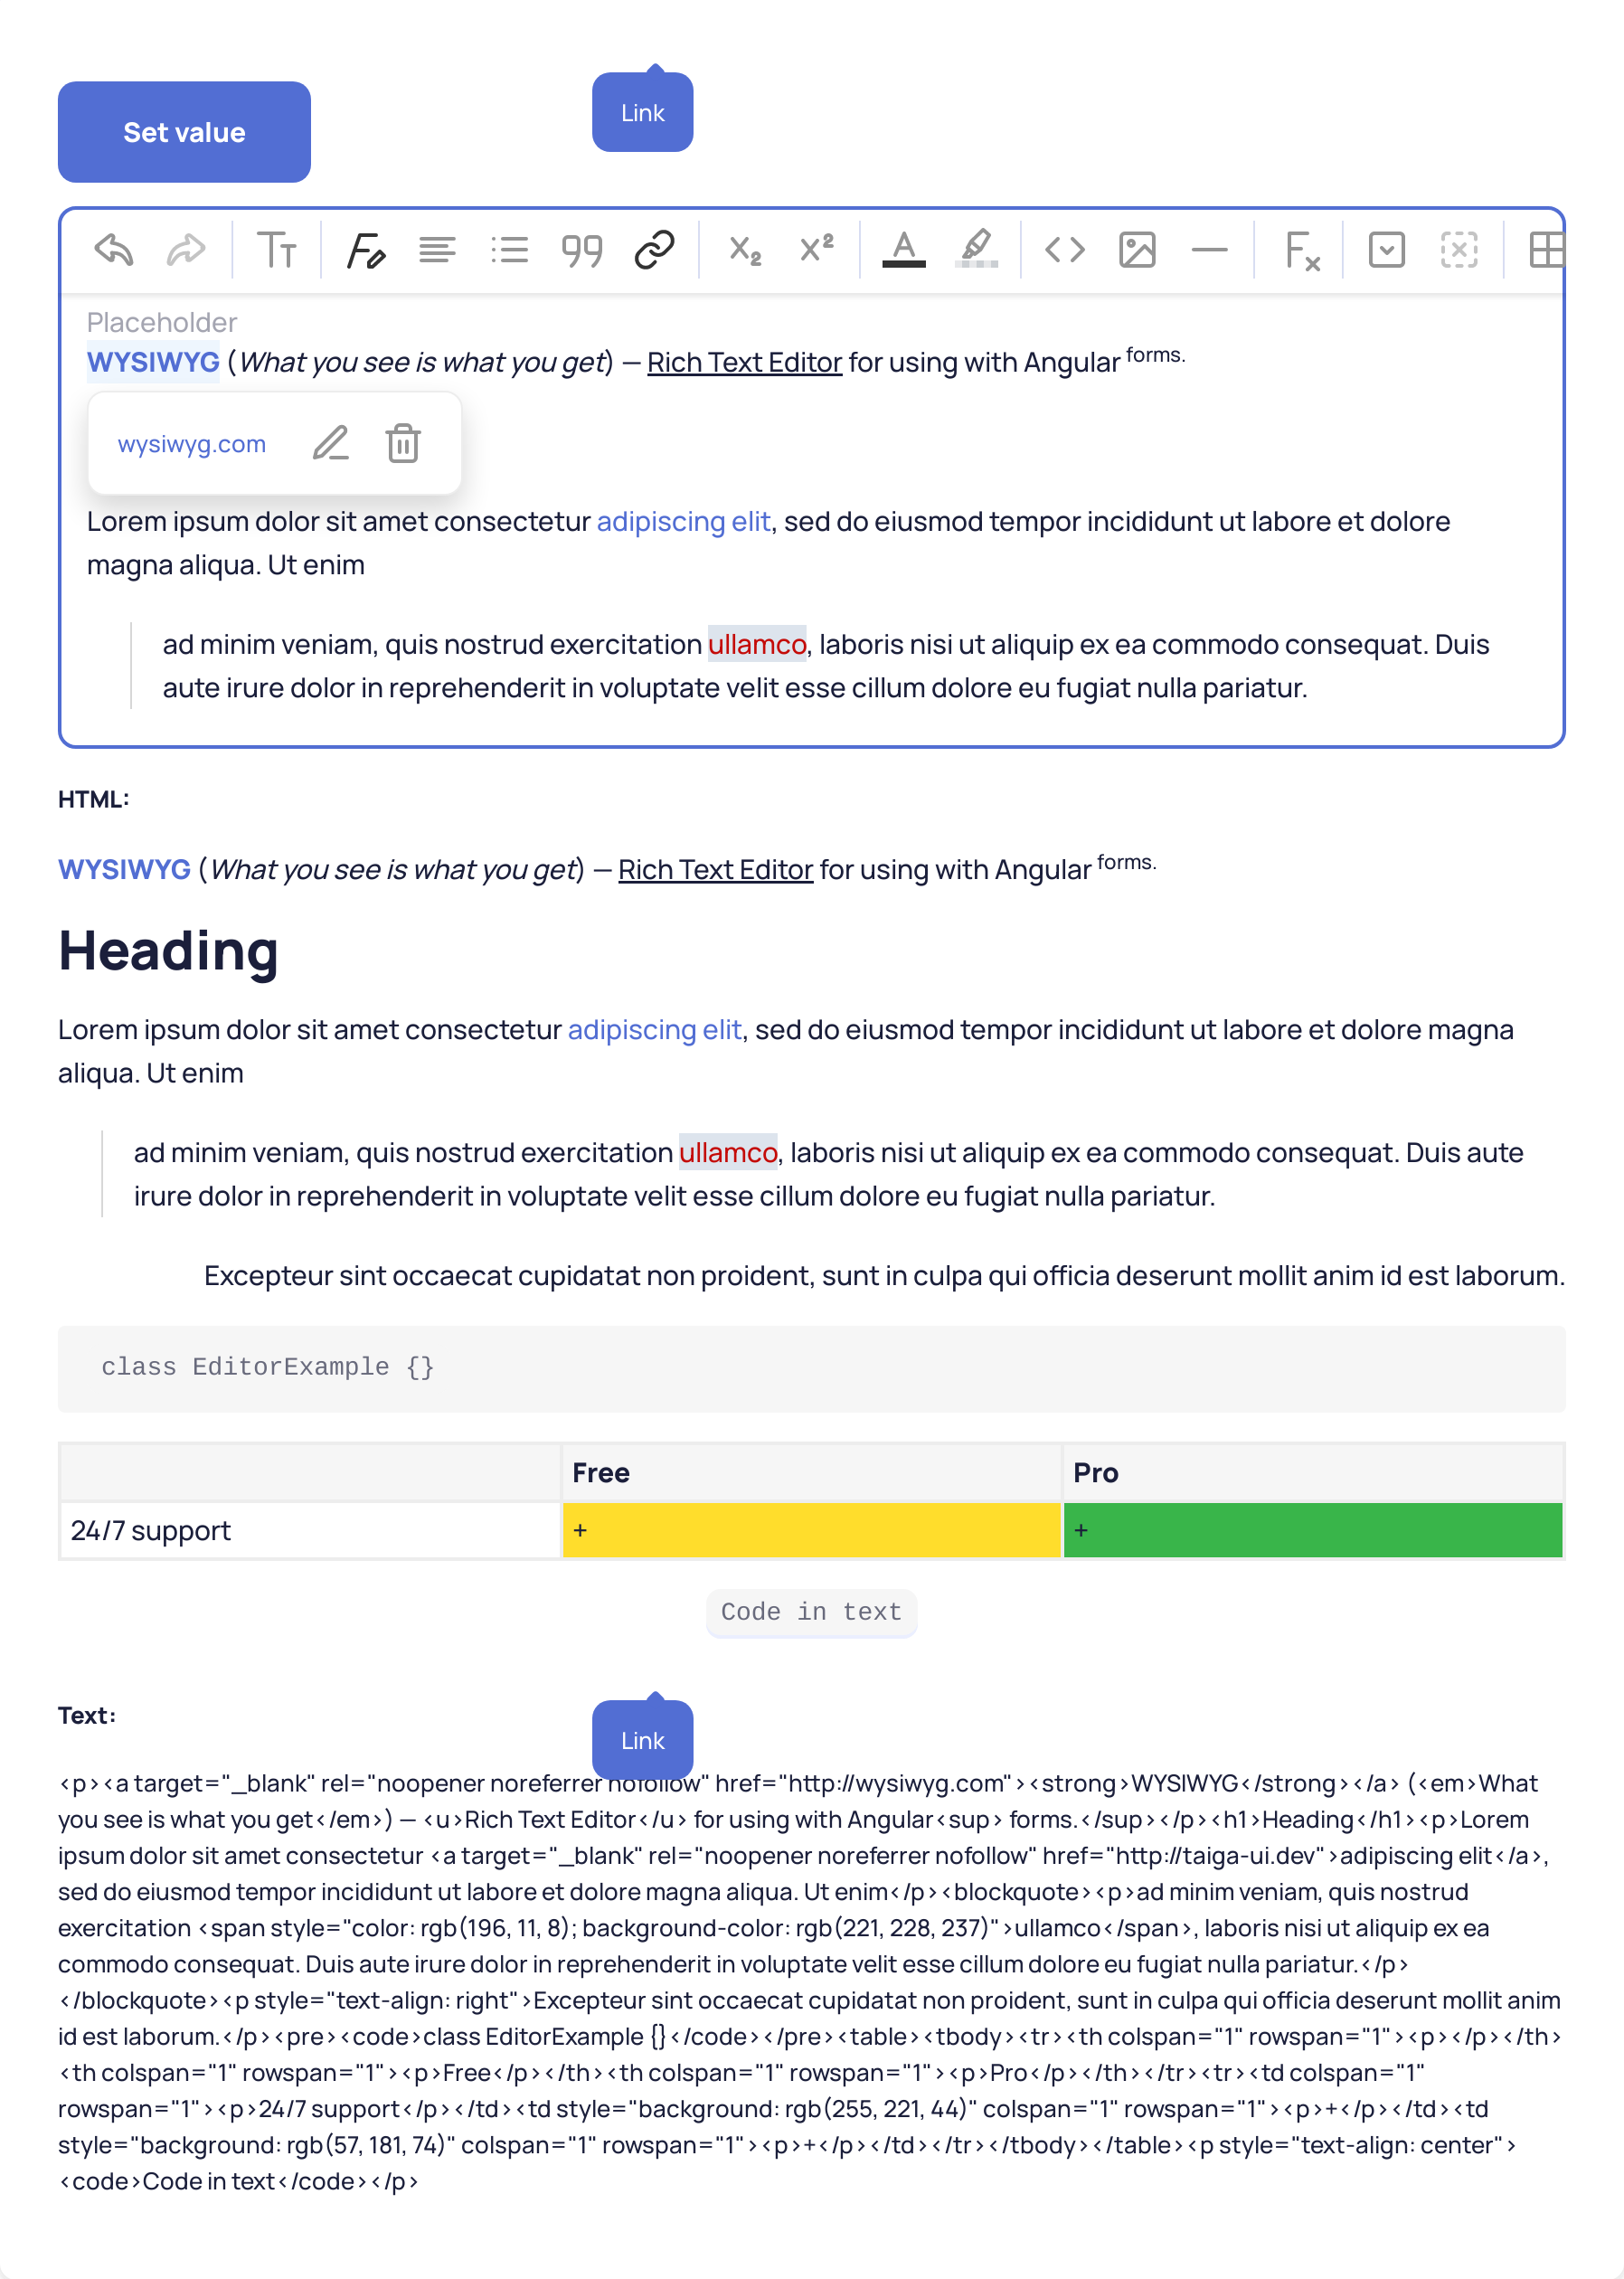 Link
Set value
Placeholder
WYSIWYG (What you see is what you get) — Rich Text Editor for using with Angular forms.
wysiwyg.com
Lorem ipsum dolor sit amet consectetur adipiscing elit, sed do eiusmod tempor incididunt ut labore et dolore
magna aliqua. Ut enim
ad minim veniam, quis nostrud exercitation ullamco, laboris nisi ut aliquip ex ea commodo consequat. Duis
aute irure dolor in reprehenderit in voluptate velit esse cillum dolore eu fugiat nulla pariatur.
HTML:
WYSIWYG (What you see is what you get) — Rich Text Editor for using with Angular forms.
Heading
Lorem ipsum dolor sit amet consectetur adipiscing elit, sed do eiusmod tempor incididunt ut labore et dolore magna
aliqua. Ut enim
ad minim veniam, quis nostrud exercitation ullamco, laboris nisi ut aliquip ex ea commodo consequat. Duis aute
irure dolor in reprehenderit in voluptate velit esse cillum dolore eu fugiat nulla pariatur.
Excepteur sint occaecat cupidatat non proident, sunt in culpa qui officia deserunt mollit anim id est laborum.
class EditorExample {}
Free Pro
24/7 support + +
Code in text
Text:
Link
<p><a target="_blank" rel="noopener noreferrer nofollow" href="http://wysiwyg.com"><strong>WYSIWYG</strong></a> (<em>What
you see is what you get</em>) — <u>Rich Text Editor</u> for using with Angular<sup> forms.</sup></p><h1>Heading</h1><p>Lorem
ipsum dolor sit amet consectetur <a target="_blank" rel="noopener noreferrer nofollow" href="http://taiga-ui.dev">adipiscing elit</a>,
sed do eiusmod tempor incididunt ut labore et dolore magna aliqua. Ut enim</p><blockquote><p>ad minim veniam, quis nostrud
exercitation <span style="color: rgb(196, 11, 8); background-color: rgb(221, 228, 237)">ullamco</span>, laboris nisi ut aliquip ex ea
commodo consequat. Duis aute irure dolor in reprehenderit in voluptate velit esse cillum dolore eu fugiat nulla pariatur.</p>
</blockquote><p style="text-align: right">Excepteur sint occaecat cupidatat non proident, sunt in culpa qui officia deserunt mollit anim
id est laborum.</p><pre><code>class EditorExample {}</code></pre><table><tbody><tr><th colspan="1" rowspan="1"><p></p></th>
<th colspan="1" rowspan="1"><p>Free</p></th><th colspan="1" rowspan="1"><p>Pro</p></th></tr><tr><td colspan="1"
rowspan="1"><p>24/7 support</p></td><td style="background: rgb(255, 221, 44)" colspan="1" rowspan="1"><p>+</p></td><td
style="background: rgb(57, 181, 74)" colspan="1" rowspan="1"><p>+</p></td></tr></tbody></table><p style="text-align: center">
<code>Code in text</code></p>